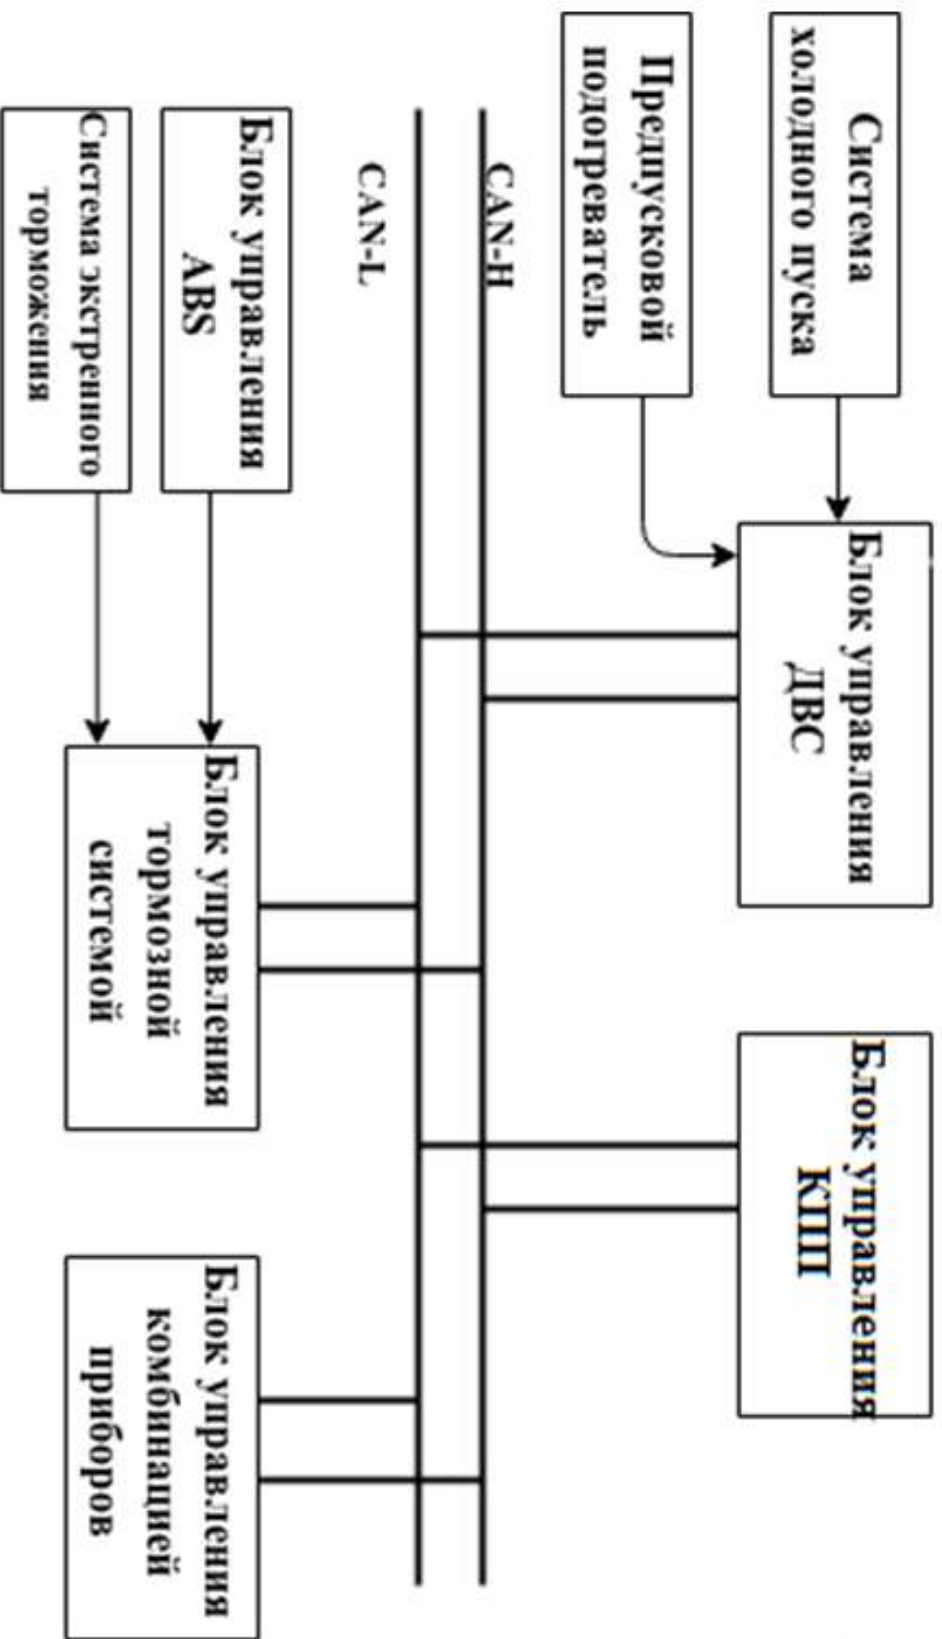 Система
холодного пуска
Предпусковой
подогреватель
Блок управления
ДВС
Блок управления
КПП
CAN-H
CAN-L
Блок управления
ABS
Система экстренного
торможения
Блок управления
тормозной
системой
Блок управления
комбинацией
приборов